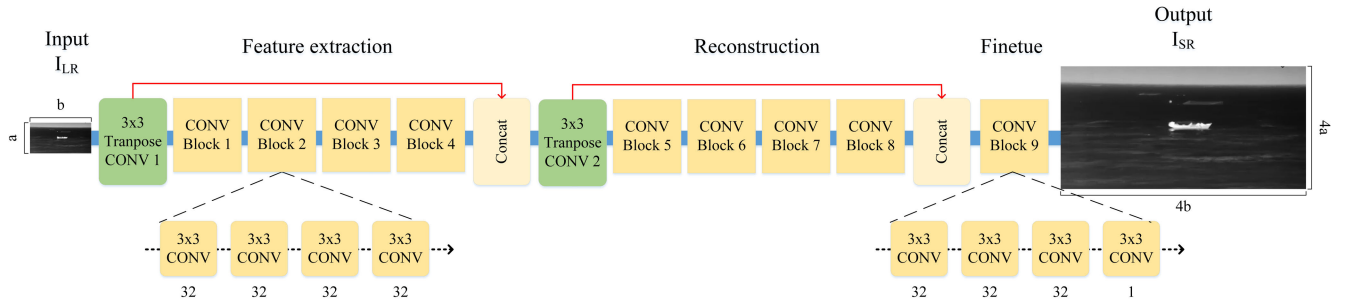 Input
I_LR
Feature extraction
Reconstruction
Finetue
Output
I_SR
b
a
3x3
Tranpose
CONV 1
CONV
Block 1
CONV
Block 2
CONV
Block 3
CONV
Block 4
Concat
3x3
Tranpose
CONV 2
CONV
Block 5
CONV
Block 6
CONV
Block 7
CONV
Block 8
Concat
CONV
Block 9
4a
4b
3x3
CONV
3x3
CONV
3x3
CONV
3x3
CONV
32
32
32
32
3x3
CONV
3x3
CONV
3x3
CONV
3x3
CONV
32
32
32
1